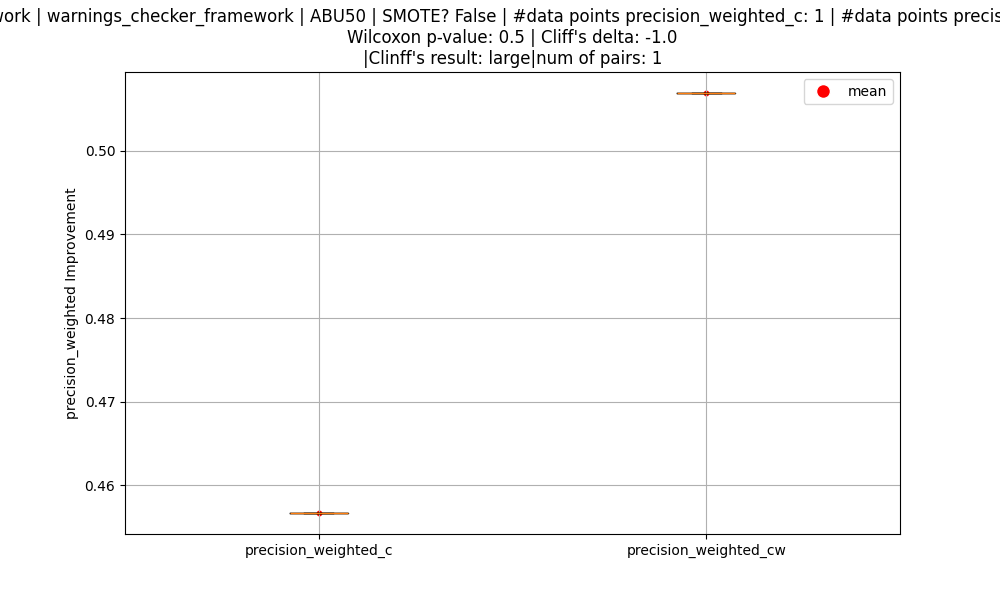 | warnings_checker_framework | ABU50 | SMOTE? False | #data points precision_weighted_c: 1 | #data points
Wilcoxon p-value: 0.5 | Cliff's delta: -1.0
|Clinff's result: large|num of pairs: 1
mean
precision_weighted Improvement
0.50
0.49
0.48
0.47
0.46
precision_weighted_c
precision_weighted_cw